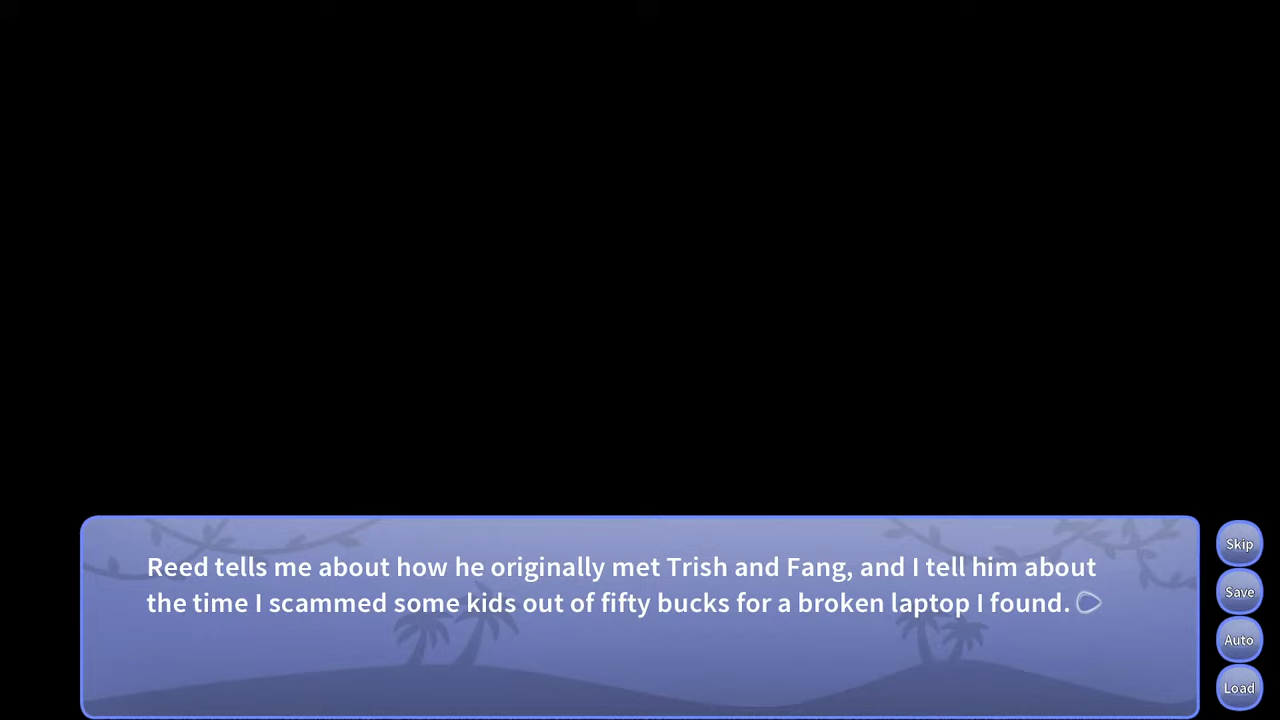 Reed tells me about how he originally met Trish and Fang, and I tell him about
the time I scammed some kids out of fifty bucks for a broken laptop I found.
Skip
Save
Auto
Load